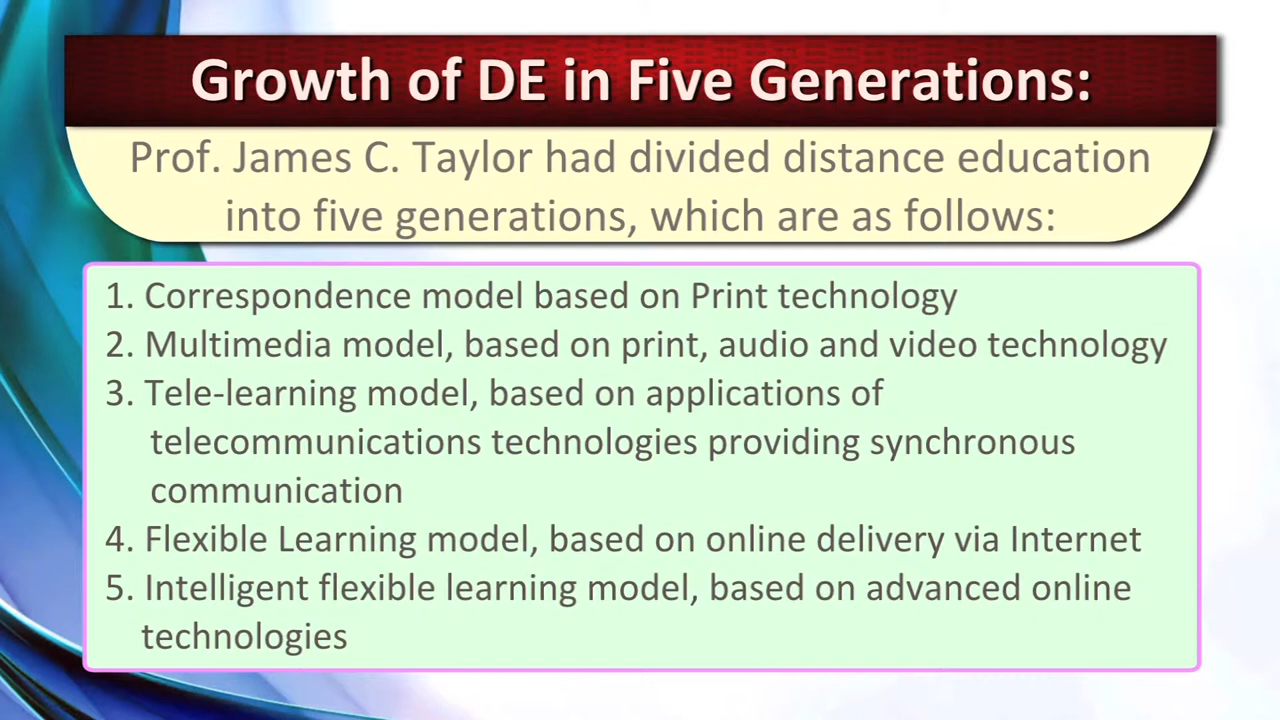 Growth of DE in Five Generations:
Prof. James C. Taylor had divided distance education
into five generations, which are as follows:
1. Correspondence model based on Print technology
2. Multimedia model, based on print, audio and video technology
3. Tele-learning model, based on applications of
telecommunications technologies providing synchronous
communication
4. Flexible Learning model, based on online delivery via Internet
5. Intelligent flexible learning model, based on advanced online
technologies